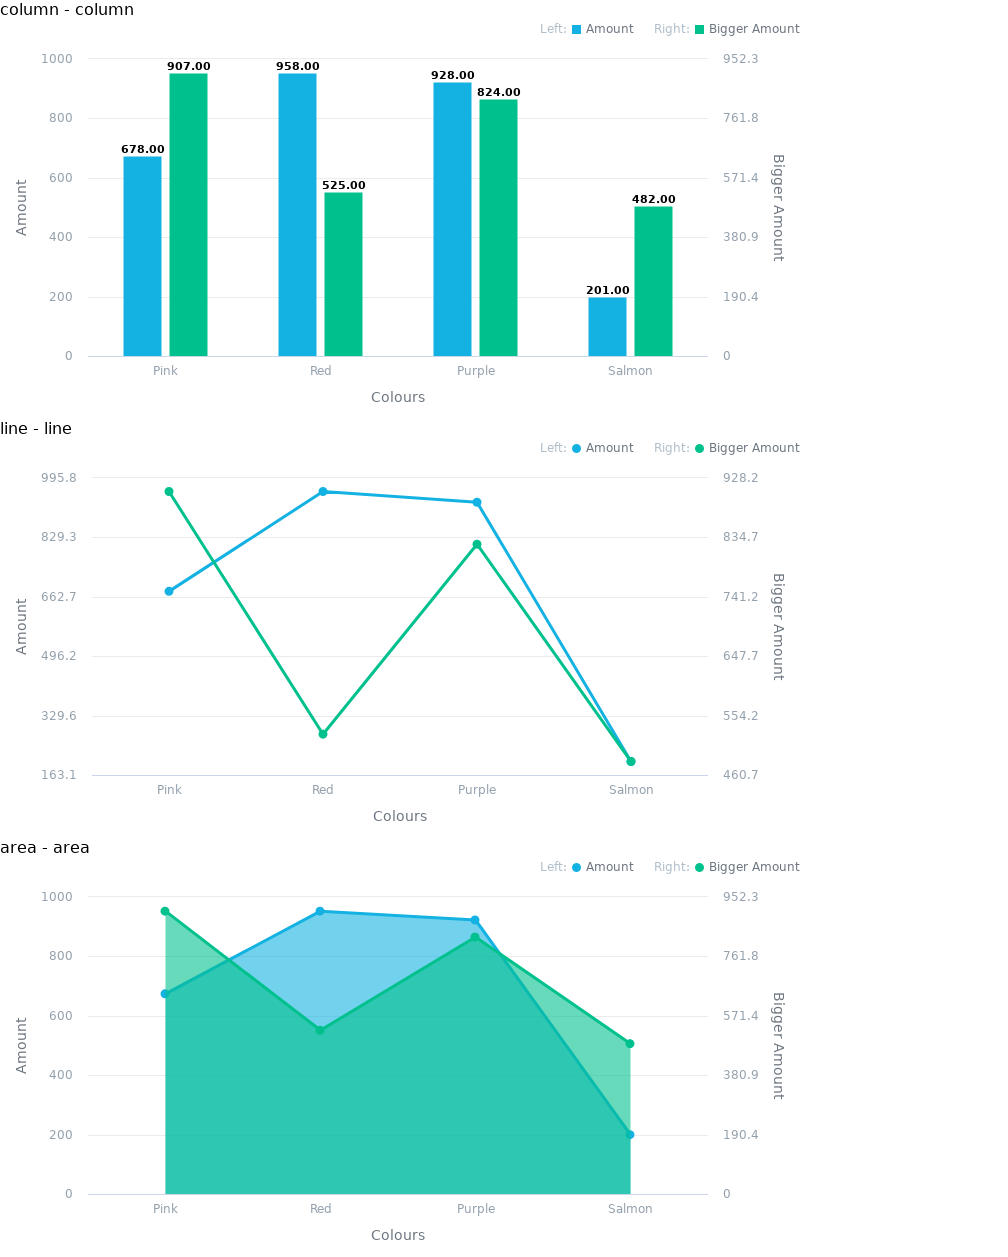 column - column
Left: Amount Right: Bigger Amount
1000 952.3
907.00 958.00
928.00
824.00
800 761.8
678.00
600 571.4
525.00
482.00
400 380.9
201.00
200 190.4
0 0
Amount
Bigger Amount
Pink Red Purple Salmon
Colours
line - line
Left: Amount Right: Bigger Amount
995.8 928.2
829.3 834.7
662.7 741.2
496.2 647.7
329.6 554.2
163.1 460.7
Amount
Bigger Amount
Pink Red Purple Salmon
Colours
area - area
Left: Amount Right: Bigger Amount
1000 952.3
800 761.8
600 571.4
400 380.9
200 190.4
0 0
Amount
Bigger Amount
Pink Red Purple Salmon
Colours